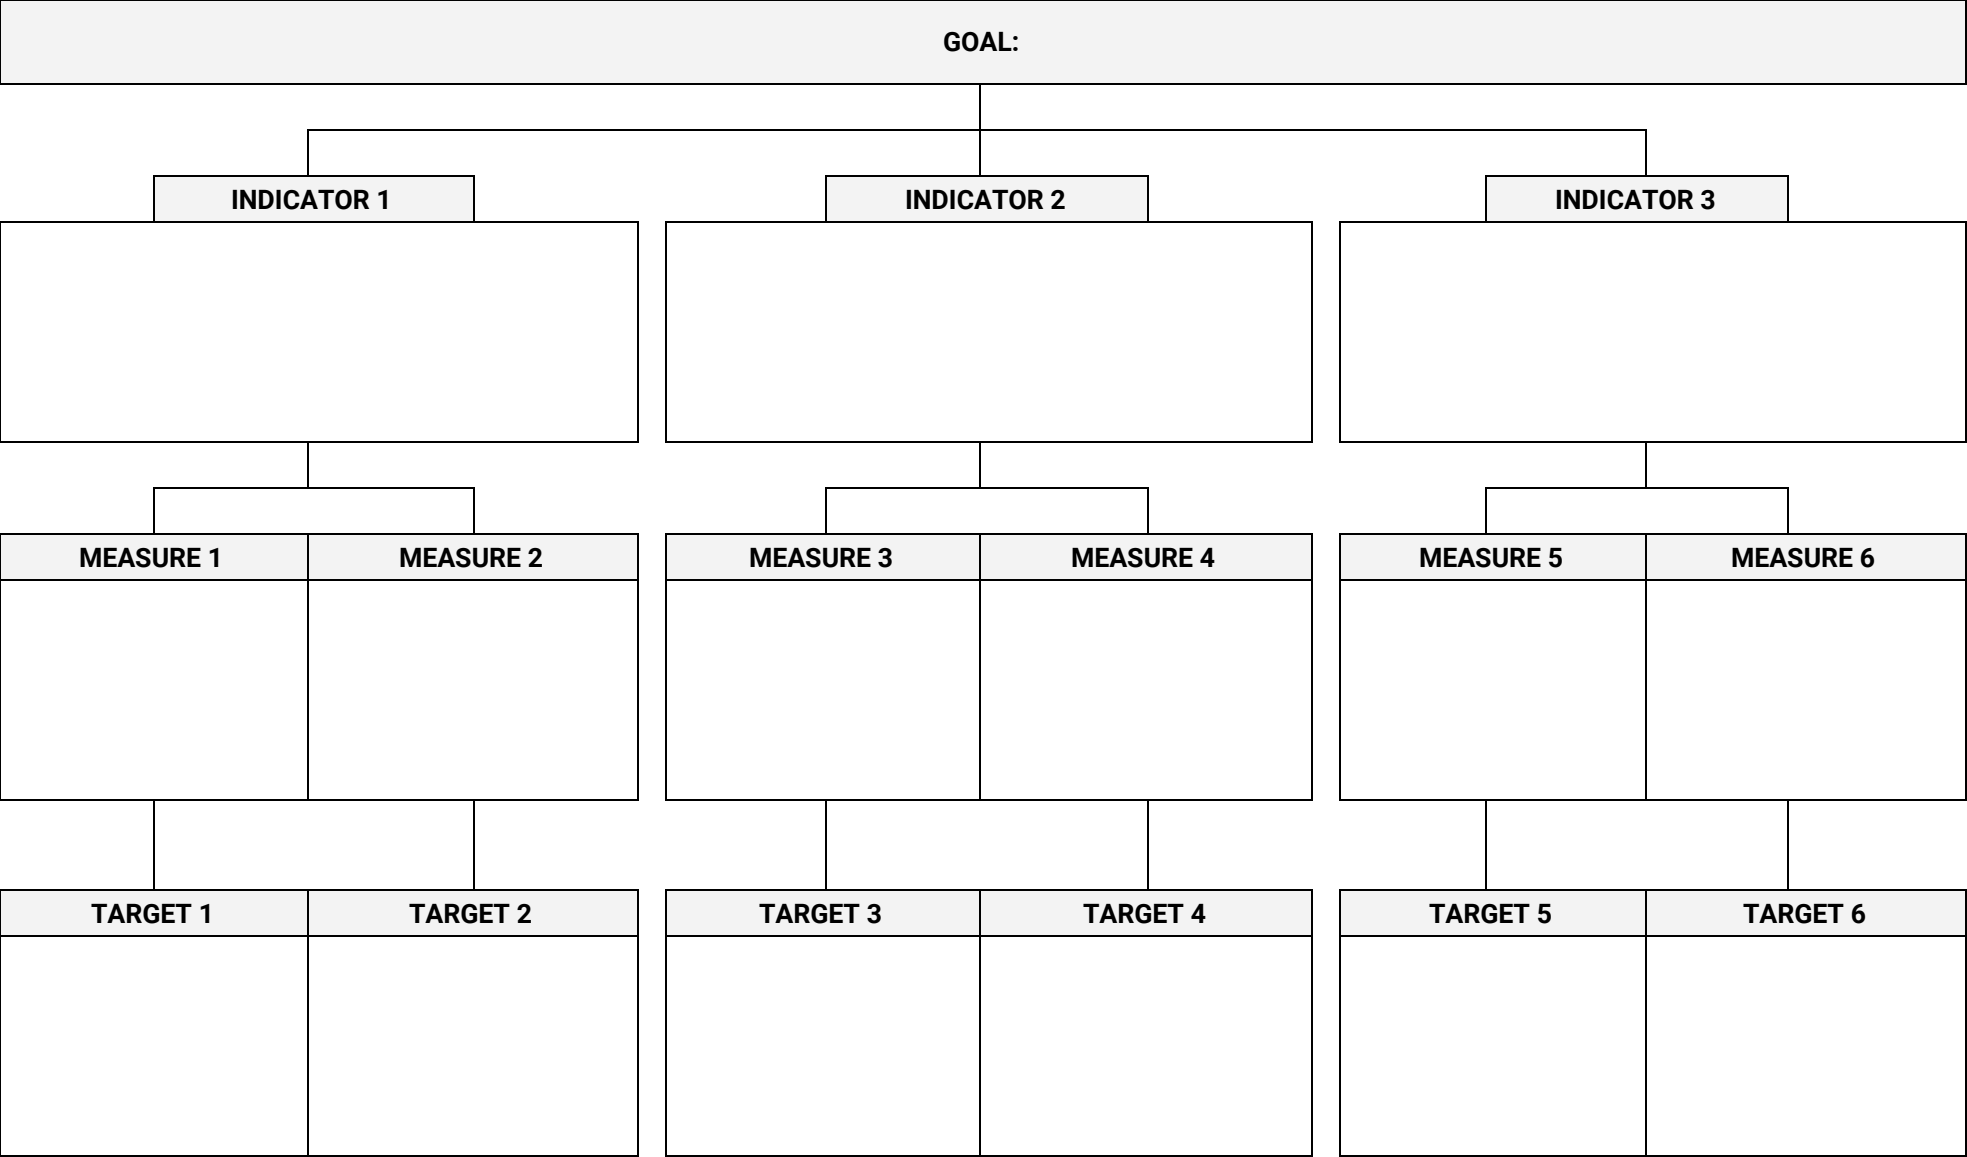 GOAL:
INDICATOR 1
INDICATOR 2
INDICATOR 3
MEASURE 1
MEASURE 2
MEASURE 3
MEASURE 4
MEASURE 5
MEASURE 6
TARGET 1
TARGET 2
TARGET 3
TARGET 4
TARGET 5
TARGET 6